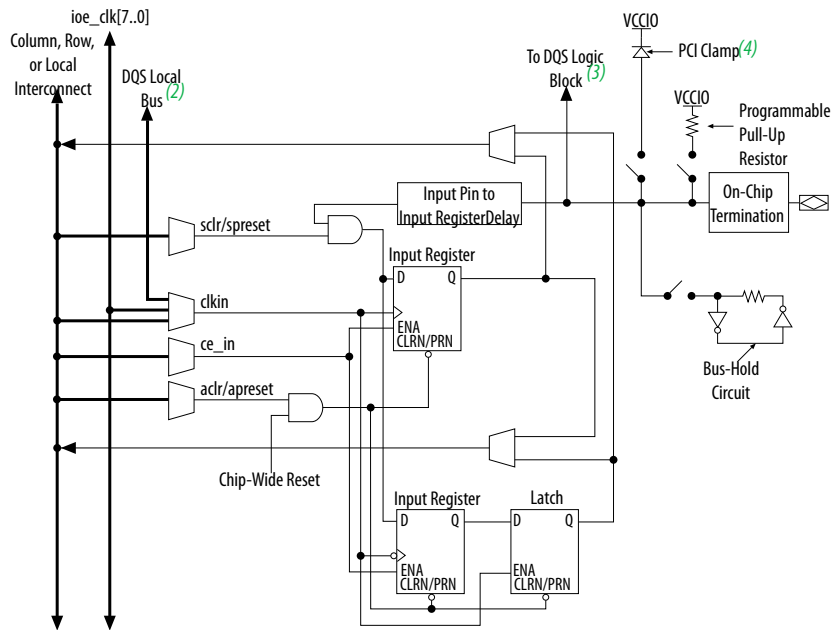 ioe_clk[7..0]
Column, Row,
or Local
Interconnect
DQS Local
Bus (2)
To DQS Logic
Block (3)
VCCIO
PCI Clamp (4)
VCCIO
Programmable
Pull-Up
Resistor
Input Pin to
Input RegisterDelay
On-Chip
Termination
sclr/spreset
Input Register
D Q
clkin
ENA
CLRN/PRN
ce_in
aclr/apreset
Bus-Hold
Circuit
Chip-Wide Reset
Input Register
D Q
ENA
CLRN/PRN
Latch
D Q
ENA
CLRN/PRN